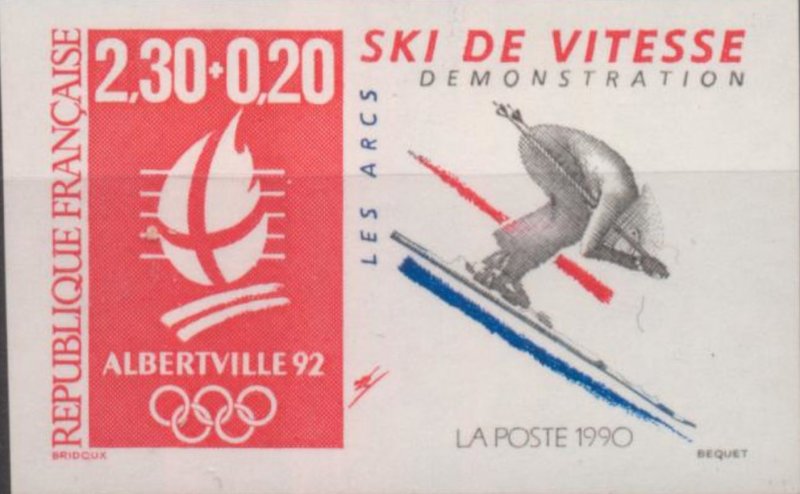 REPUBLIQUE FRANÇAISE
2,30+0,20
ALBERTVILLE 92
BRIDOUX
LES ARCS
SKI DE VITESSE
DEMONSTRATION
LA POSTE 1990
BEQUET